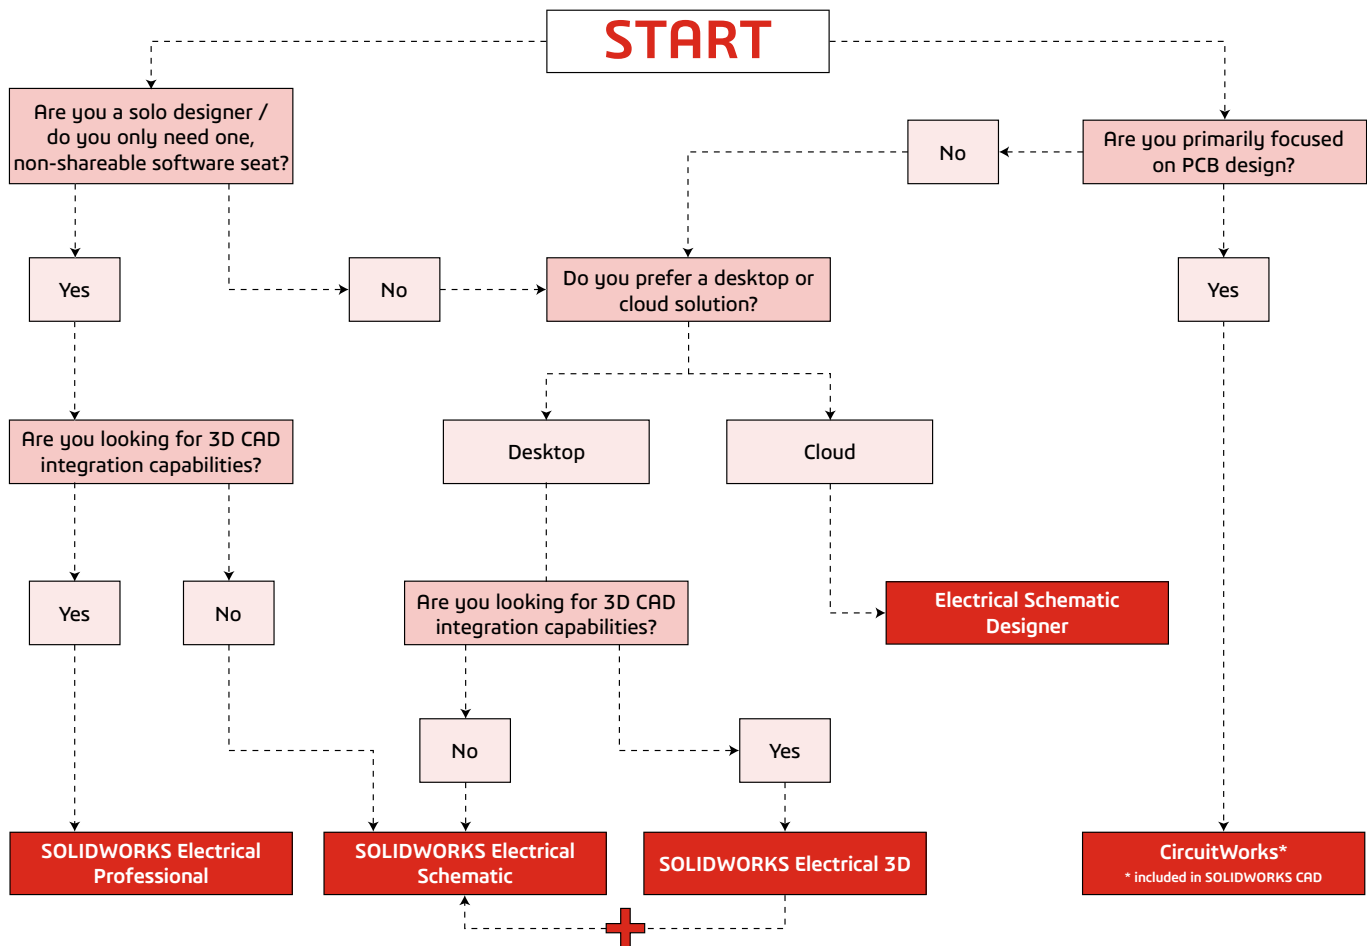 START
Are you a solo designer /
do you only need one,
non-shareable software seat?
No
Are you primarily focused
on PCB design?
Yes
No
Do you prefer a desktop or
cloud solution?
Yes
Are you looking for 3D CAD
integration capabilities?
Desktop
Cloud
Yes
No
Are you looking for 3D CAD
integration capabilities?
Electrical Schematic
Designer
No
Yes
SOLIDWORKS Electrical
Professional
SOLIDWORKS Electrical
Schematic
SOLIDWORKS Electrical 3D
CircuitWorks*
* included in SOLIDWORKS CAD